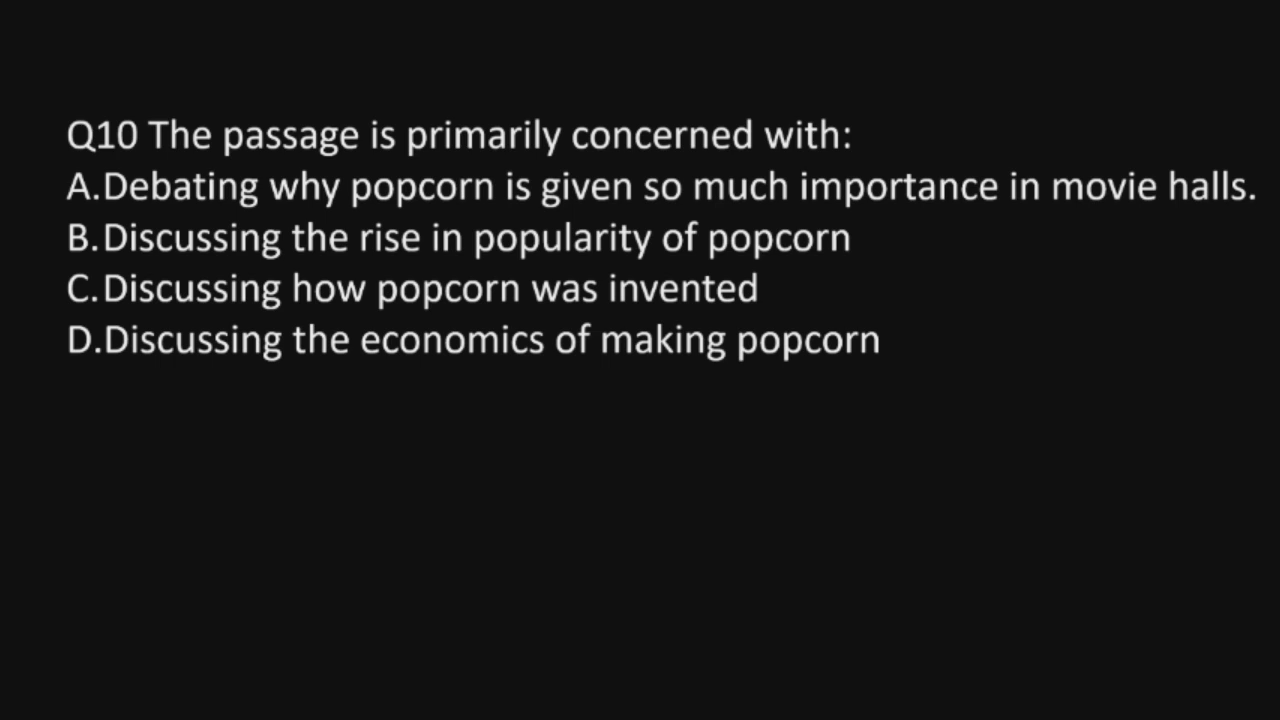 Q10 The passage is primarily concerned with:
A.Debating why popcorn is given so much importance in movie halls.
B.Discussing the rise in popularity of popcorn
C.Discussing how popcorn was invented
D.Discussing the economics of making popcorn